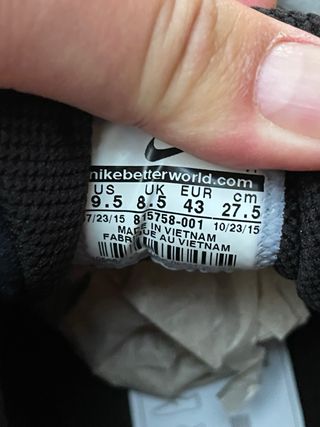 nikebetterworld.com
US UK EUR cm
9.5 8.5 43 27.5
07/23/15 815758-001 10/23/15
MADE IN VIETNAM
FABRIQUE AU VIETNAM